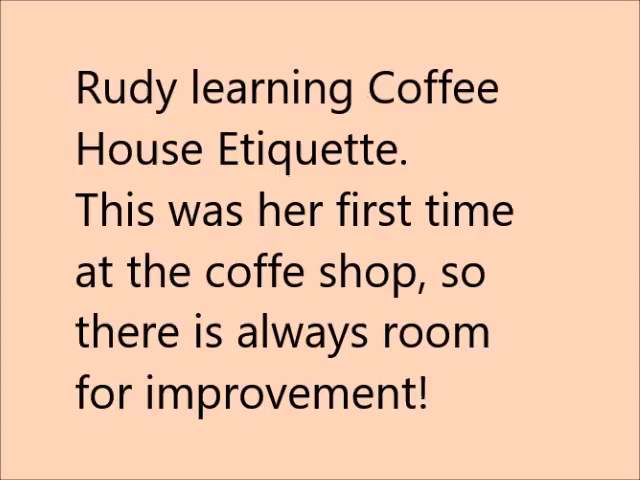 Rudy learning Coffee
House Etiquette.
This was her first time
at the coffe shop, so
there is always room
for improvement!